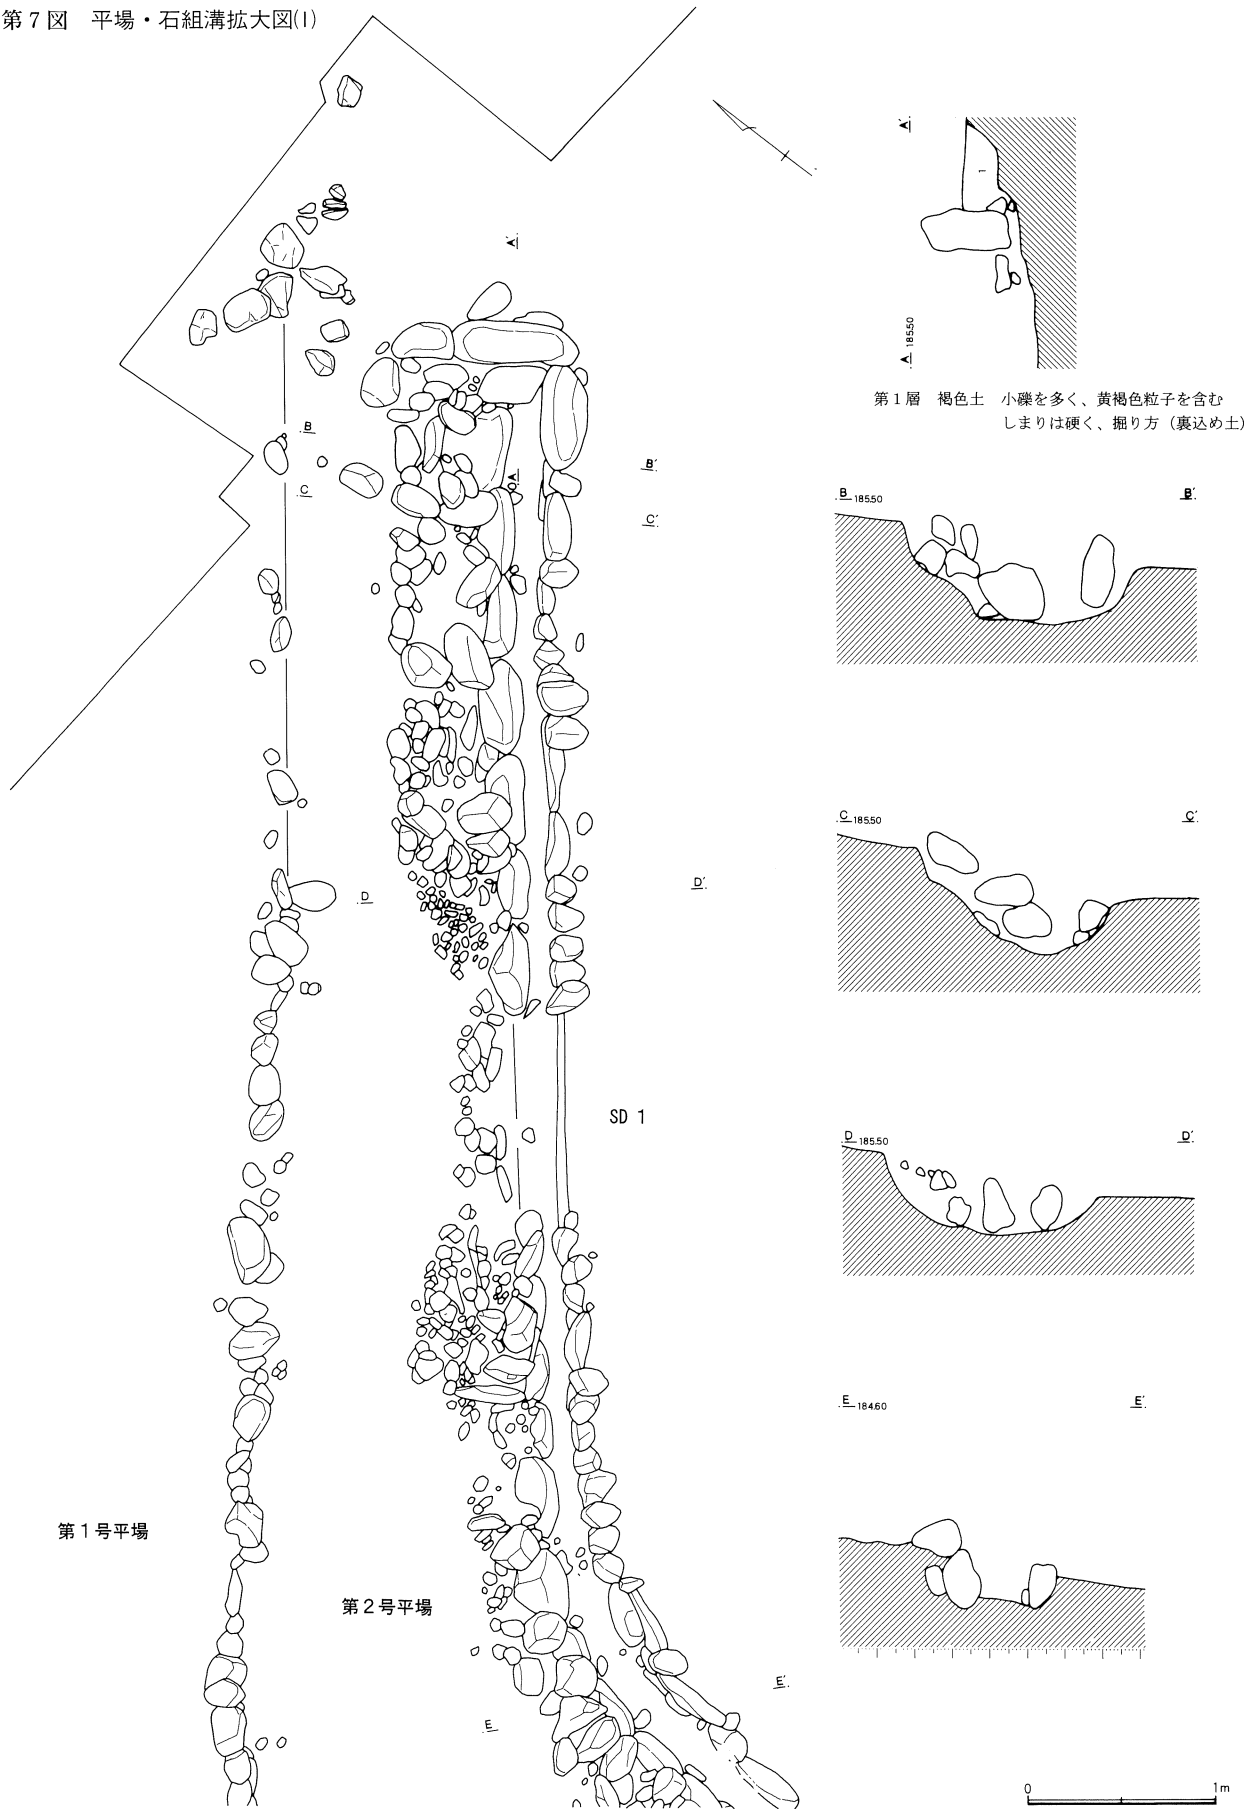 第7図 平場・石組溝拡大図(1)
A'
B
C
A
B'
C'
D
D'
SD 1
第1号平場
第2号平場
E
E'
A'
1
A 185.50
第1層 褐色土 小礫を多く、黄褐色粒子を含む
しまりは硬く、掘り方（裏込め土）
B 185.50 B'
C 185.50 C'
D 185.50 D'
E 184.60 E'
0 1m